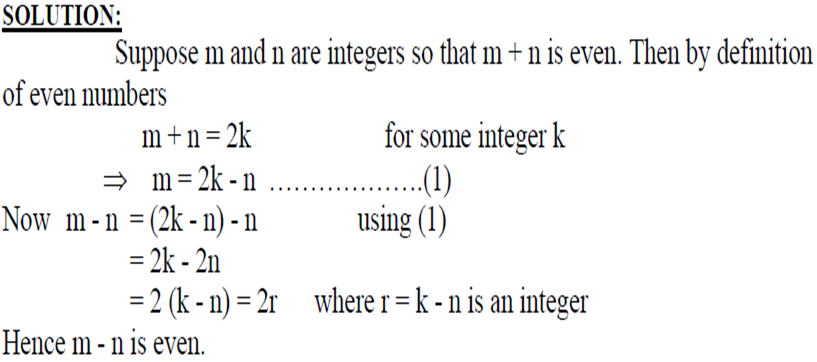 SOLUTION:
Suppose m and n are integers so that m + n is even. Then by definition
of even numbers
m + n = 2k for some integer k
⇒ m = 2k - n ………………..(1)
Now m - n = (2k - n) - n using (1)
= 2k - 2n
= 2 (k - n) = 2r where r = k - n is an integer
Hence m - n is even.